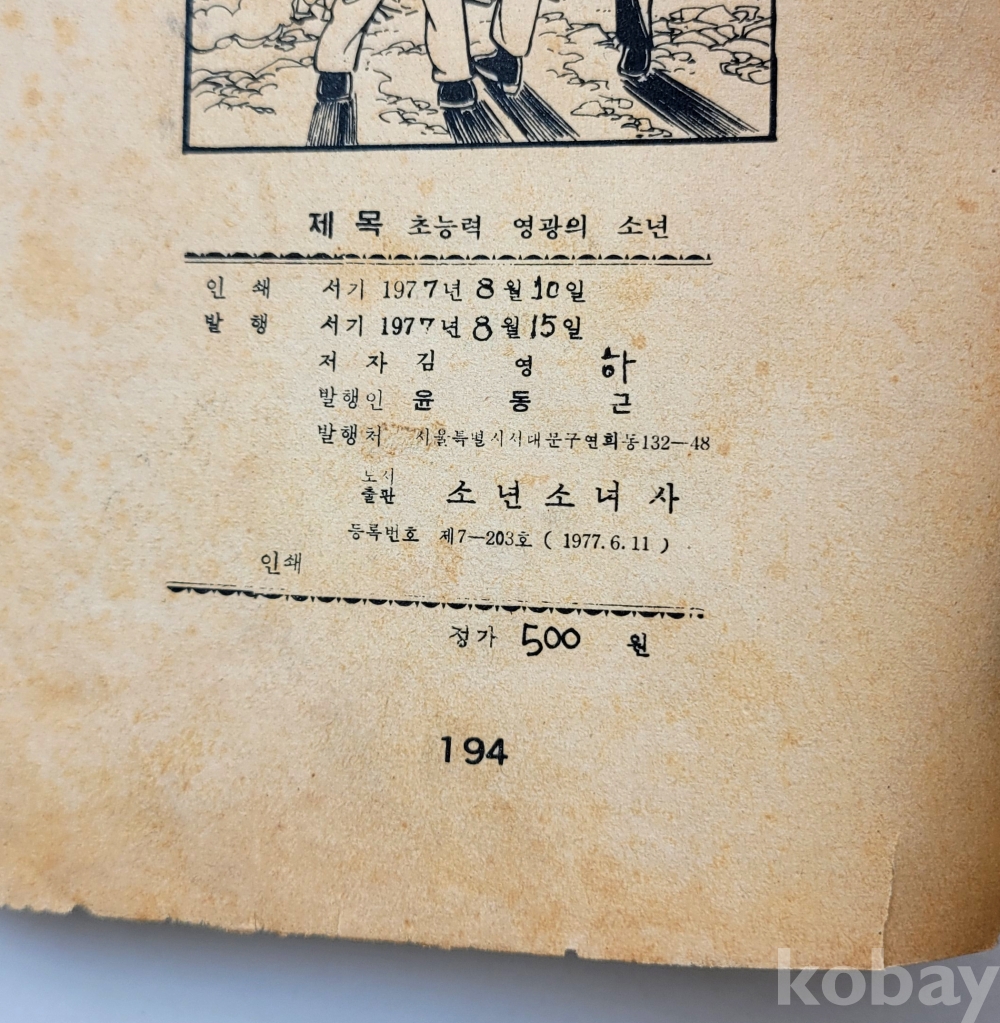 제 목 초능력 영광의 소년
인 쇄 서기 1977년 8월 10일
발 행 서기 1977년 8월 15일
저 자 김 영 하
발행인 윤 동 근
발행처 서울특별시서대문구연희동132—48
도서
출판 소년소녀사
등록번호 제7—203호 ( 1977.6.11 )
인쇄
정가 500 원
194
kobay